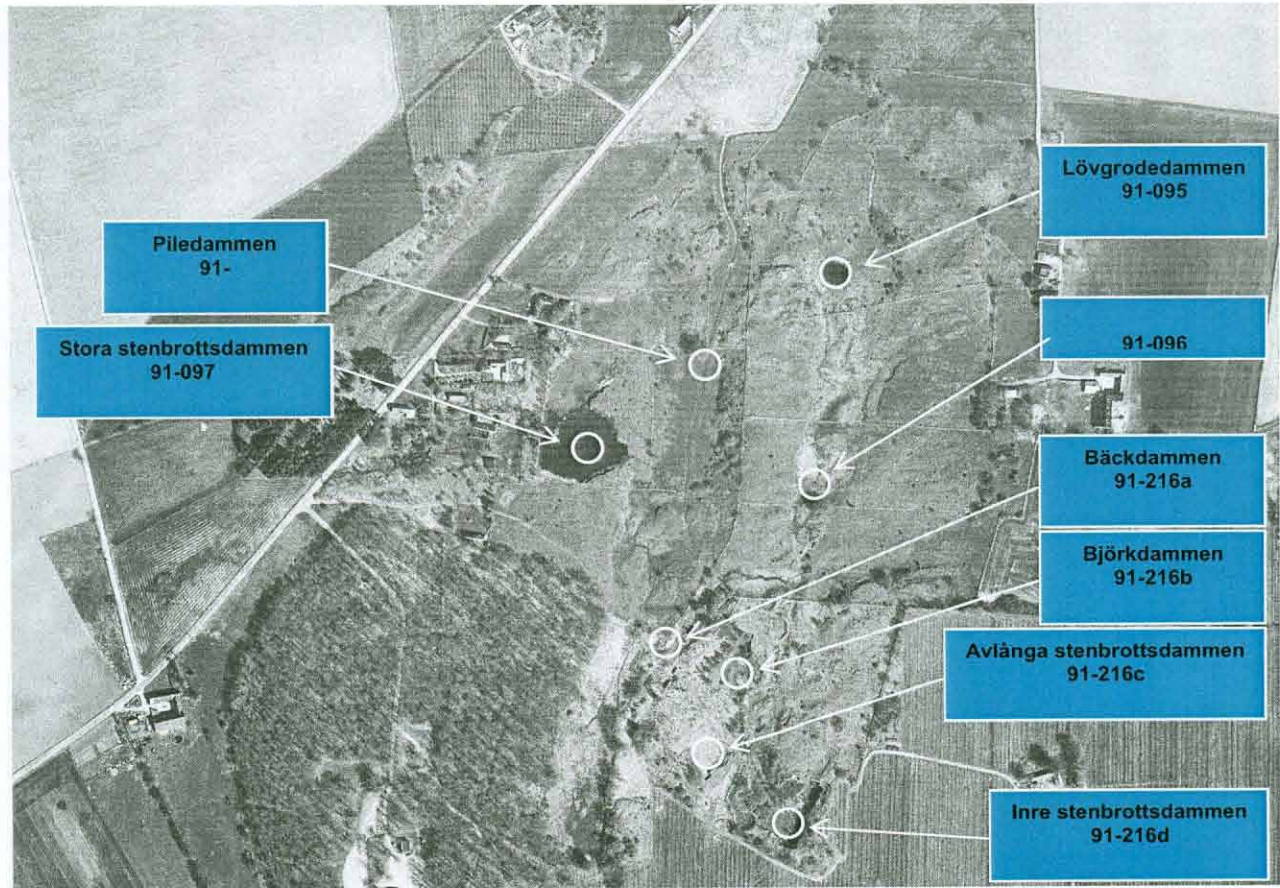 Lövgrodedammen
91-095
Piledammen
91-
91-096
Stora stenbrottsdammen
91-097
Bäckdammen
91-216a
Björkdammen
91-216b
Avlånga stenbrottsdammen
91-216c
Inre stenbrottsdammen
91-216d